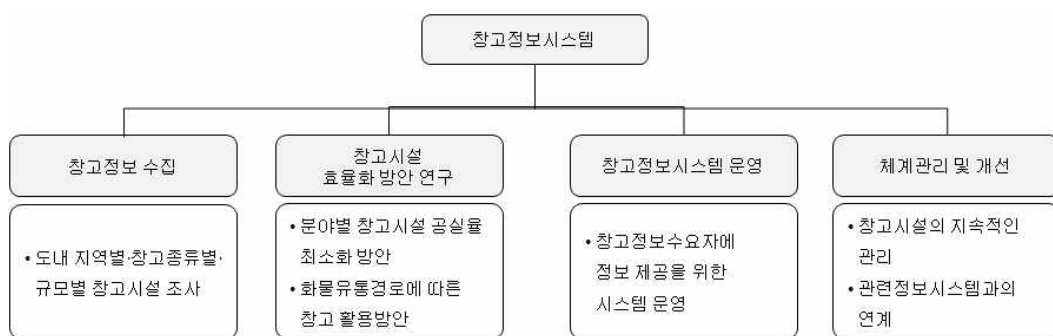 창고정보시스템
창고정보 수집
• 도내 지역별·창고종류별·
규모별 창고시설 조사
창고시설
효율화 방안 연구
• 분야별 창고시설 공실율
최소화 방안
• 화물유통경로에 따른
창고 활용방안
창고정보시스템 운영
• 창고정보수요자에
정보 제공을 위한
시스템 운영
체계관리 및 개선
• 창고시설의 지속적인
관리
• 관련정보시스템과의
연계